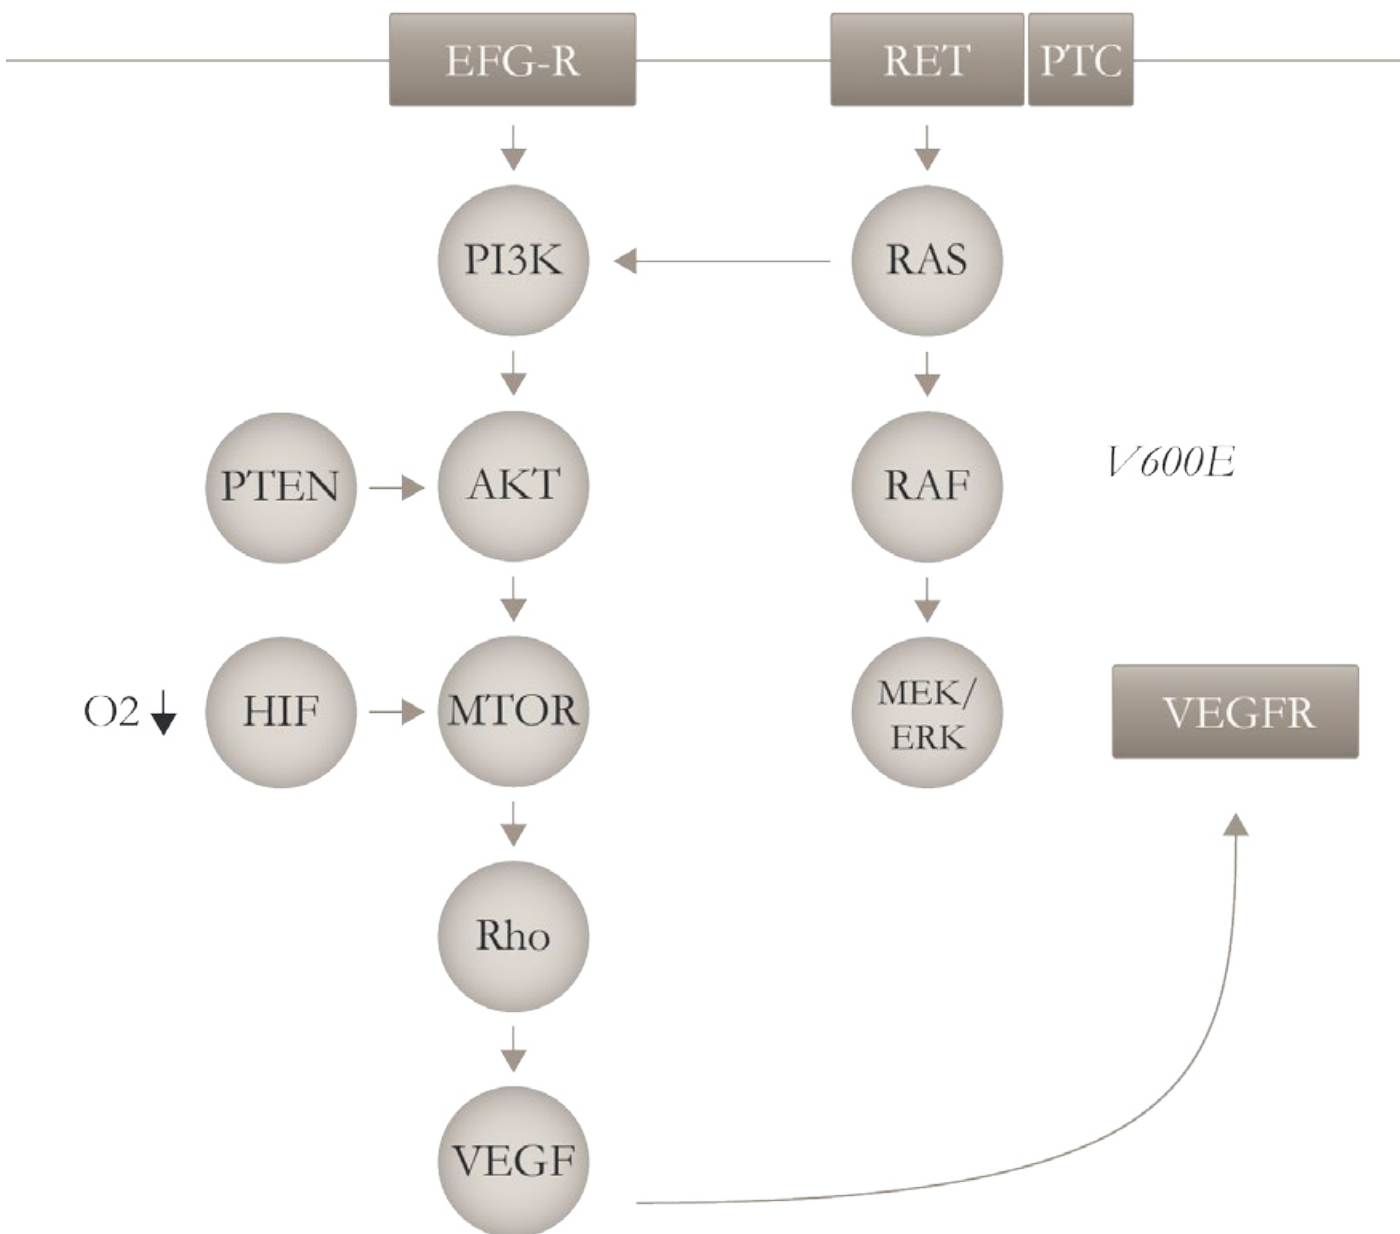 EFG-R
RET
PTC
PI3K
RAS
PTEN
AKT
RAF
V600E
O2
HIF
MTOR
MEK/
ERK
VEGFR
Rho
VEGF